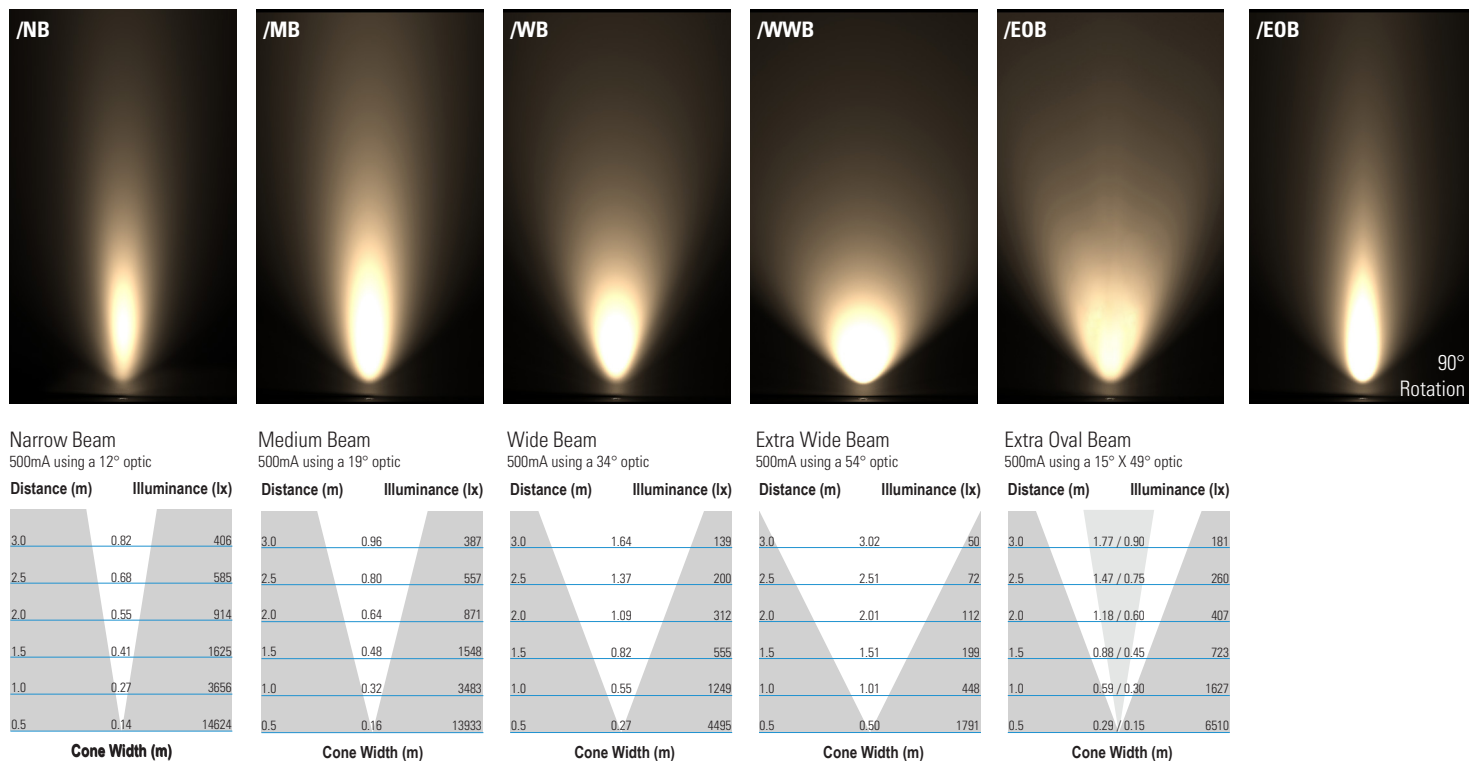 /NB
/MB
/WB
/WWB
/EOB
/EOB
90°
Rotation
Narrow Beam
500mA using a 12° optic
Distance (m) Illuminance (lx)
3.0 0.82 406
2.5 0.68 585
2.0 0.55 914
1.5 0.41 1625
1.0 0.27 3656
0.5 0.14 14624
Cone Width (m)
Medium Beam
500mA using a 19° optic
Distance (m) Illuminance (lx)
3.0 0.96 387
2.5 0.80 557
2.0 0.64 871
1.5 0.48 1548
1.0 0.32 3483
0.5 0.16 13933
Cone Width (m)
Wide Beam
500mA using a 34° optic
Distance (m) Illuminance (lx)
3.0 1.64 139
2.5 1.37 200
2.0 1.09 312
1.5 0.82 555
1.0 0.55 1249
0.5 0.27 4495
Cone Width (m)
Extra Wide Beam
500mA using a 54° optic
Distance (m) Illuminance (lx)
3.0 3.02 50
2.5 2.51 72
2.0 2.01 112
1.5 1.51 199
1.0 1.01 448
0.5 0.50 1791
Cone Width (m)
Extra Oval Beam
500mA using a 15° X 49° optic
Distance (m) Illuminance (lx)
3.0 1.77 / 0.90 181
2.5 1.47 / 0.75 260
2.0 1.18 / 0.60 407
1.5 0.88 / 0.45 723
1.0 0.59 / 0.30 1627
0.5 0.29 / 0.15 6510
Cone Width (m)